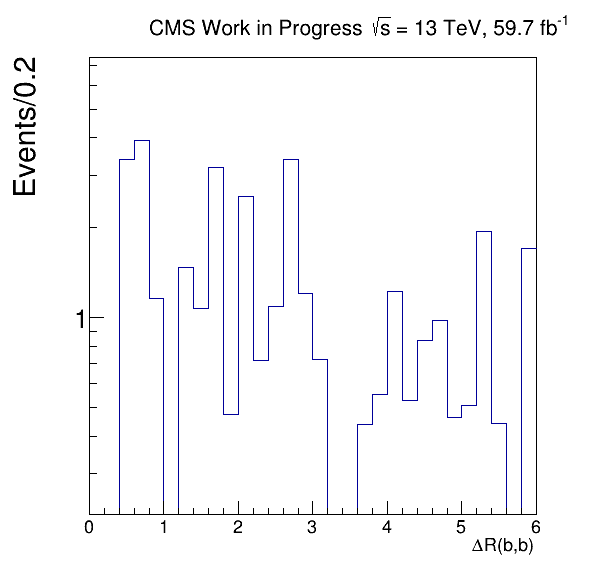 CMS Work in Progress √s = 13 TeV, 59.7 fb⁻¹
Events/0.2
1
0 1 2 3 4 5 6
ΔR(b,b)